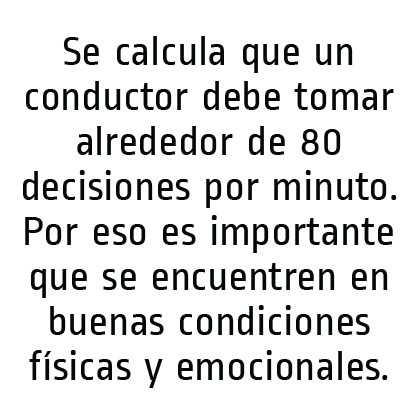 Se calcula que un
conductor debe tomar
alrededor de 80
decisiones por minuto.
Por eso es importante
que se encuentren en
buenas condiciones
físicas y emocionales.